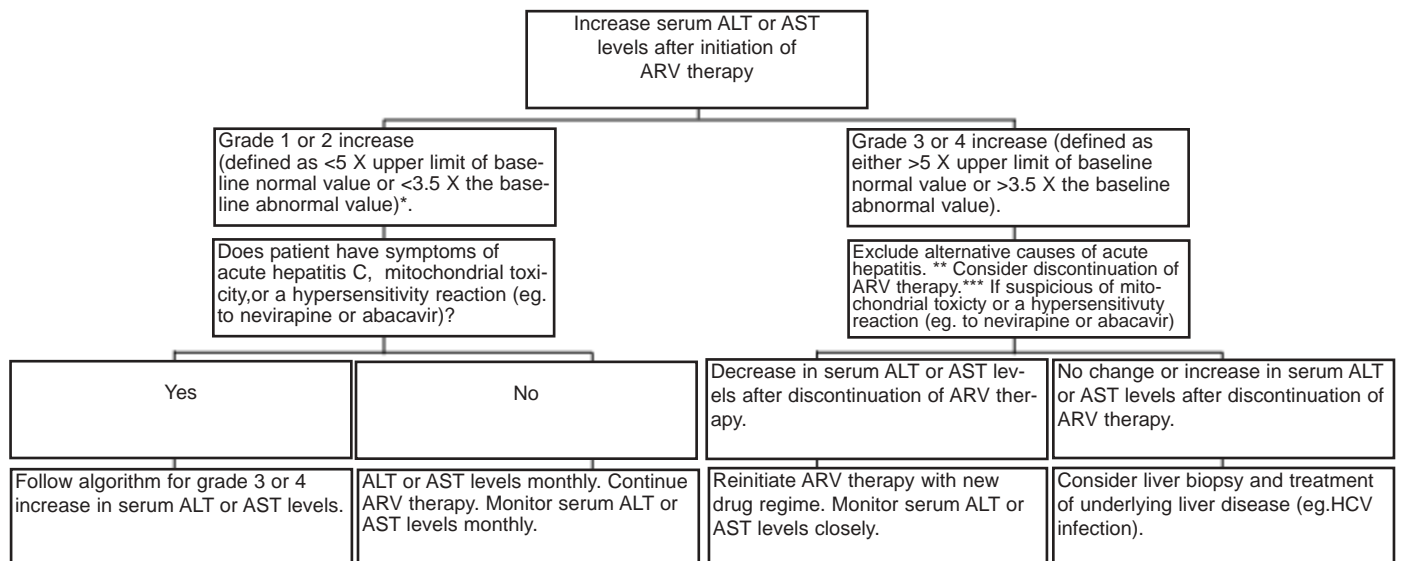 Increase serum ALT or AST
levels after initiation of
ARV therapy
Grade 1 or 2 increase
(defined as <5 X upper limit of base-
line normal value or <3.5 X the base-
line abnormal value)*.
Grade 3 or 4 increase (defined as
either >5 X upper limit of baseline
normal value or >3.5 X the baseline
abnormal value).
Does patient have symptoms of
acute hepatitis C, mitochondrial toxi-
city,or a hypersensitivity reaction (eg.
to nevirapine or abacavir)?
Exclude alternative causes of acute
hepatitis. ** Consider discontinuation of
ARV therapy.*** If suspicious of mito-
chondrial toxicty or a hypersensitivuty
reaction (eg. to nevirapine or abacavir)
Yes
No
Decrease in serum ALT or AST lev-
els after discontinuation of ARV ther-
apy.
No change or increase in serum ALT
or AST levels after discontinuation of
ARV therapy.
Follow algorithm for grade 3 or 4
increase in serum ALT or AST levels.
ALT or AST levels monthly. Continue
ARV therapy. Monitor serum ALT or
AST levels monthly.
Reinitiate ARV therapy with new
drug regime. Monitor serum ALT or
AST levels closely.
Consider liver biopsy and treatment
of underlying liver disease (eg.HCV
infection).